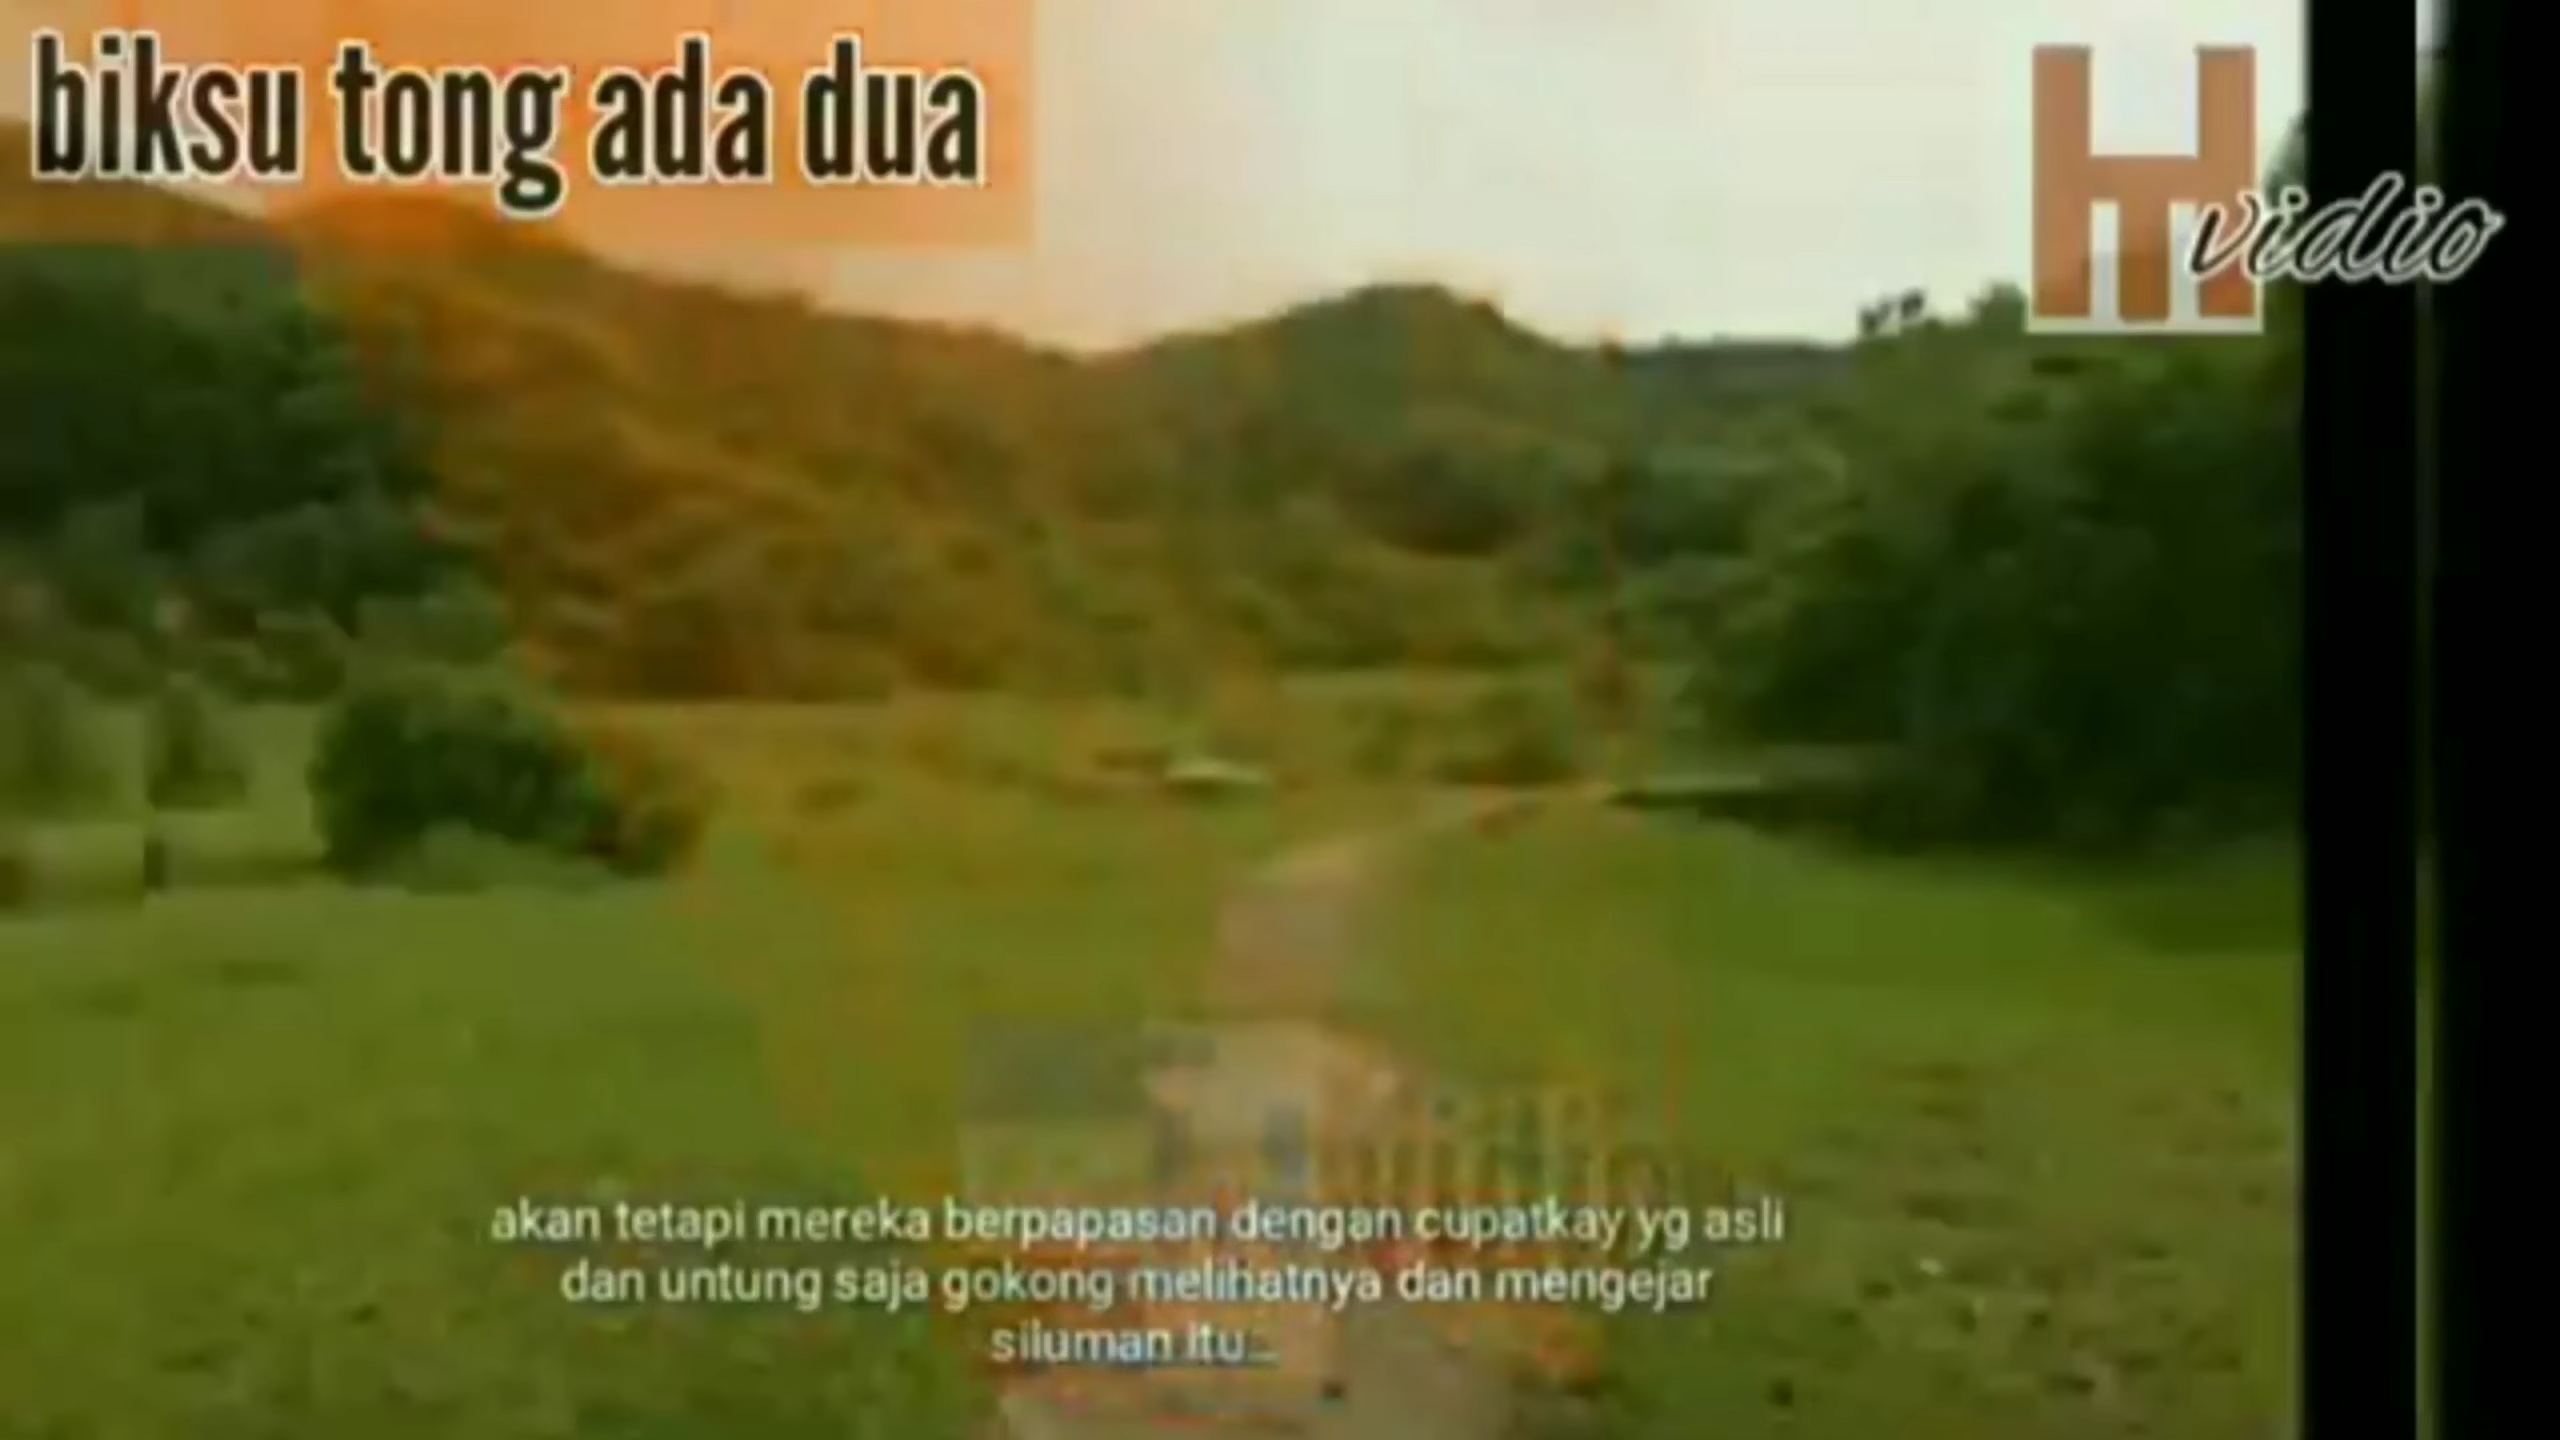 biksu tong ada dua
H
vidio
akan tetapi mereka berpapasan dengan cupatkay yg asli
dan untung saja gokong melihatnya dan mengejar
siluman itu...